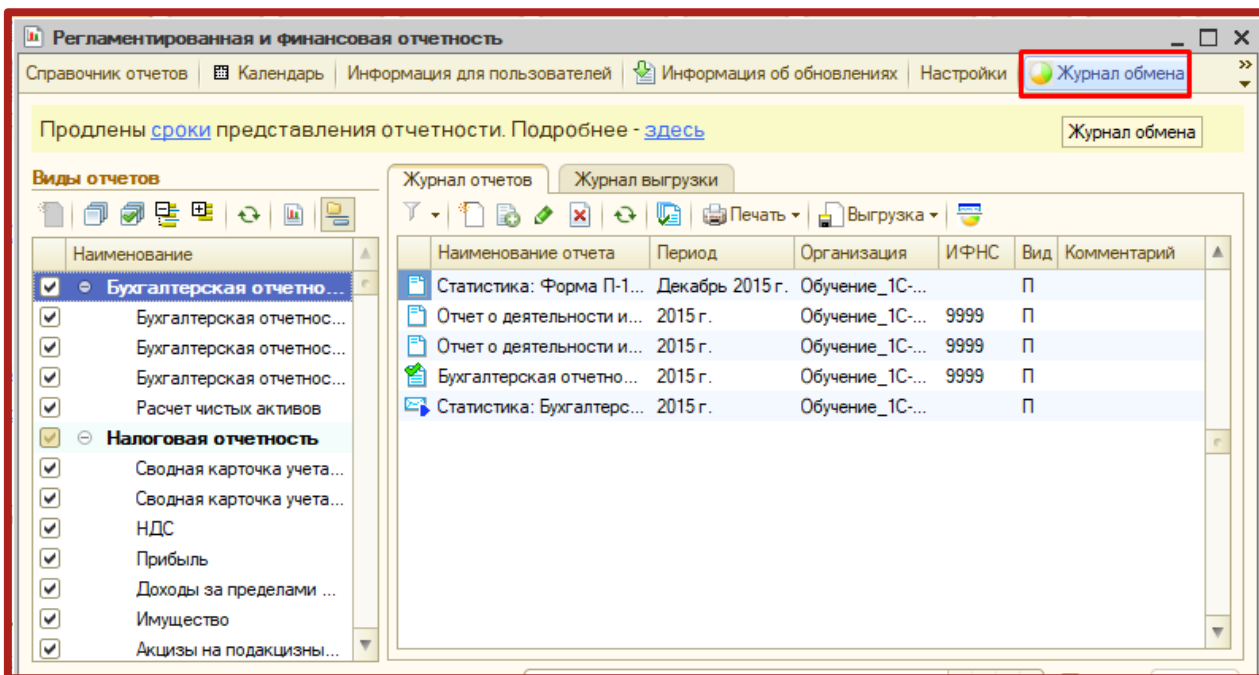 Регламентированная и финансовая отчетность
Справочник отчетов Календарь Информация для пользователей Информация об обновлениях Настройки Журнал обмена
Продлены сроки представления отчетности. Подробнее - здесь
Журнал обмена
Виды отчетов
Журнал отчетов Журнал выгрузки
Печать Выгрузка
Наименование
Наименование отчета Период Организация ИФНС Вид Комментарий
Бухгалтерская отчетно...
Бухгалтерская отчетнос...
Бухгалтерская отчетнос...
Бухгалтерская отчетнос...
Расчет чистых активов
Налоговая отчетность
Сводная карточка учета...
Сводная карточка учета...
НДС
Прибыль
Доходы за пределами ...
Имущество
Акцизы на подакцизны...
Статистика: Форма П-1... Декабрь 2015 г. Обучение_1С-... П
Отчет о деятельности и... 2015 г. Обучение_1С-... 9999 П
Отчет о деятельности и... 2015 г. Обучение_1С-... 9999 П
Бухгалтерская отчетно... 2015 г. Обучение_1С-... 9999 П
Статистика: Бухгалтерс... 2015 г. Обучение_1С-... П